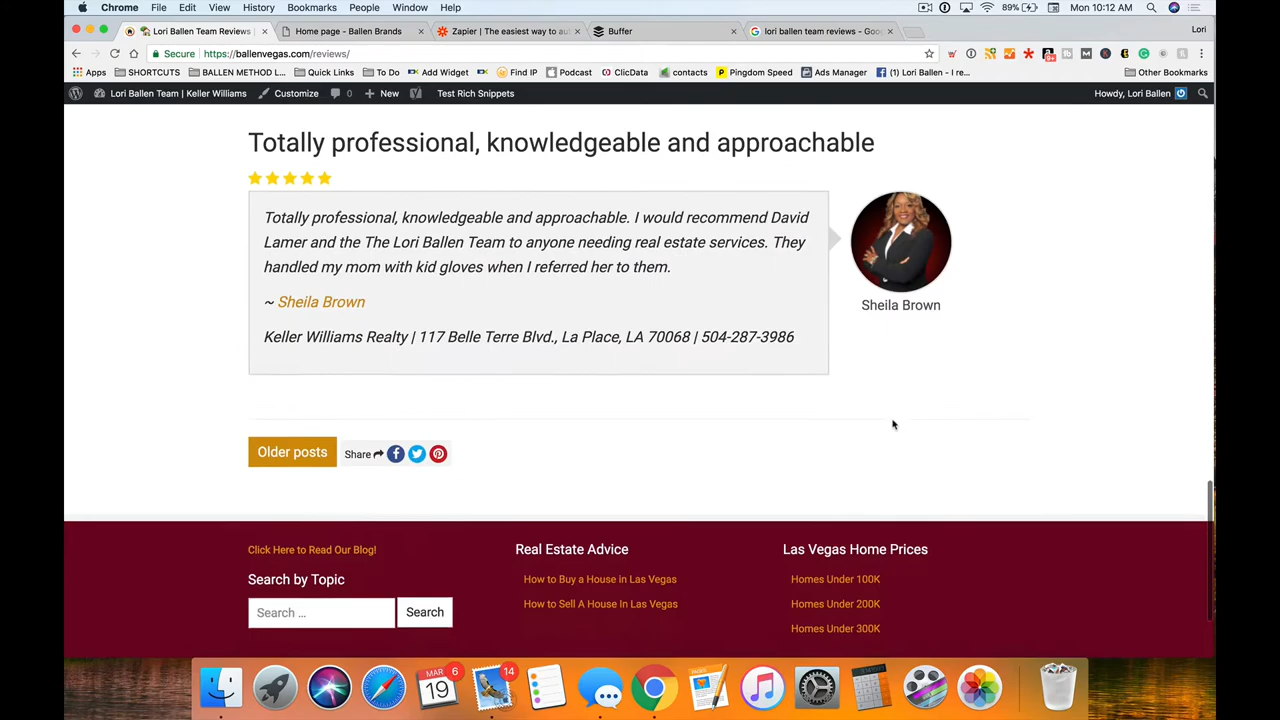 Chrome File Edit View History Bookmarks People Window Help 89% Mon 10:12 AM
Lori Ballen Team Reviews | Home page - Ballen Brands Zapier | The easiest way to au Buffer lori ballen team reviews - Goo Lori
Secure https://ballenvegas.com/reviews/
Apps SHORTCUTS BALLEN METHOD L... Quick Links To Do Add Widget Find IP Podcast ClicData contacts Pingdom Speed Ads Manager (1) Lori Ballen - I re... Other Bookmarks
Lori Ballen Team | Keller Williams Customize 0 New Test Rich Snippets Howdy, Lori Ballen
Totally professional, knowledgeable and approachable
Totally professional, knowledgeable and approachable. I would recommend David
Lamer and the The Lori Ballen Team to anyone needing real estate services. They
handled my mom with kid gloves when I referred her to them.
~ Sheila Brown
Sheila Brown
Keller Williams Realty | 117 Belle Terre Blvd., La Place, LA 70068 | 504-287-3986
Older posts Share
Click Here to Read Our Blog! Real Estate Advice Las Vegas Home Prices
Search by Topic How to Buy a House in Las Vegas Homes Under 100K
Search ... Search How to Sell A House In Las Vegas Homes Under 200K
Homes Under 300K
MAR 6 14
19